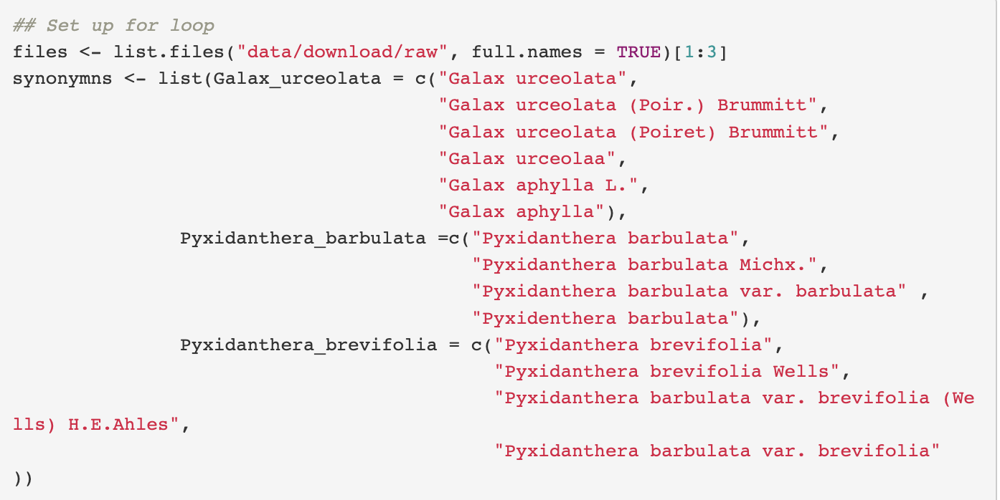 ## Set up for loop
files <- list.files("data/download/raw", full.names = TRUE)[1:3]
synonymns <- list(Galax_urceolata = c("Galax urceolata",
"Galax urceolata (Poir.) Brummitt",
"Galax urceolata (Poiret) Brummitt",
"Galax urceolaa",
"Galax aphylla L.",
"Galax aphylla"),
Pyxidanthera_barbulata =c("Pyxidanthera barbulata",
"Pyxidanthera barbulata Michx.",
"Pyxidanthera barbulata var. barbulata" ,
"Pyxidenthera barbulata"),
Pyxidanthera_brevifolia = c("Pyxidanthera brevifolia",
"Pyxidanthera brevifolia Wells",
"Pyxidanthera barbulata var. brevifolia (We
lls) H.E.Ahles",
"Pyxidanthera barbulata var. brevifolia"
))